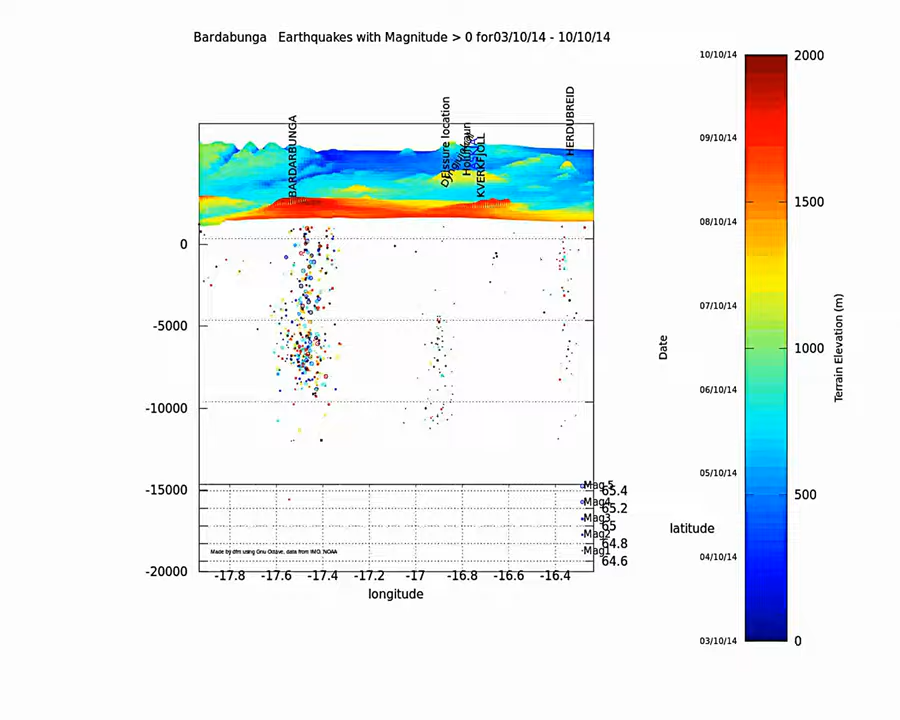 Bardabunga Earthquakes with Magnitude > 0 for03/10/14 - 10/10/14
BARDARBUNGA
Fissure location
KVERKFJOLL
HERDUBREID
0
-5000
-10000
-15000
-20000
Mag 5
Mag4
Mag3
Mag2
Mag1
65.4
65.2
65
64.8
64.6
latitude
Made by dfm using Gnu Octave, data from IMO, NOAA
-17.8 -17.6 -17.4 -17.2 -17 -16.8 -16.6 -16.4
longitude
Date
10/10/14
09/10/14
08/10/14
07/10/14
06/10/14
05/10/14
04/10/14
03/10/14
2000
1500
1000
500
0
Terrain Elevation (m)